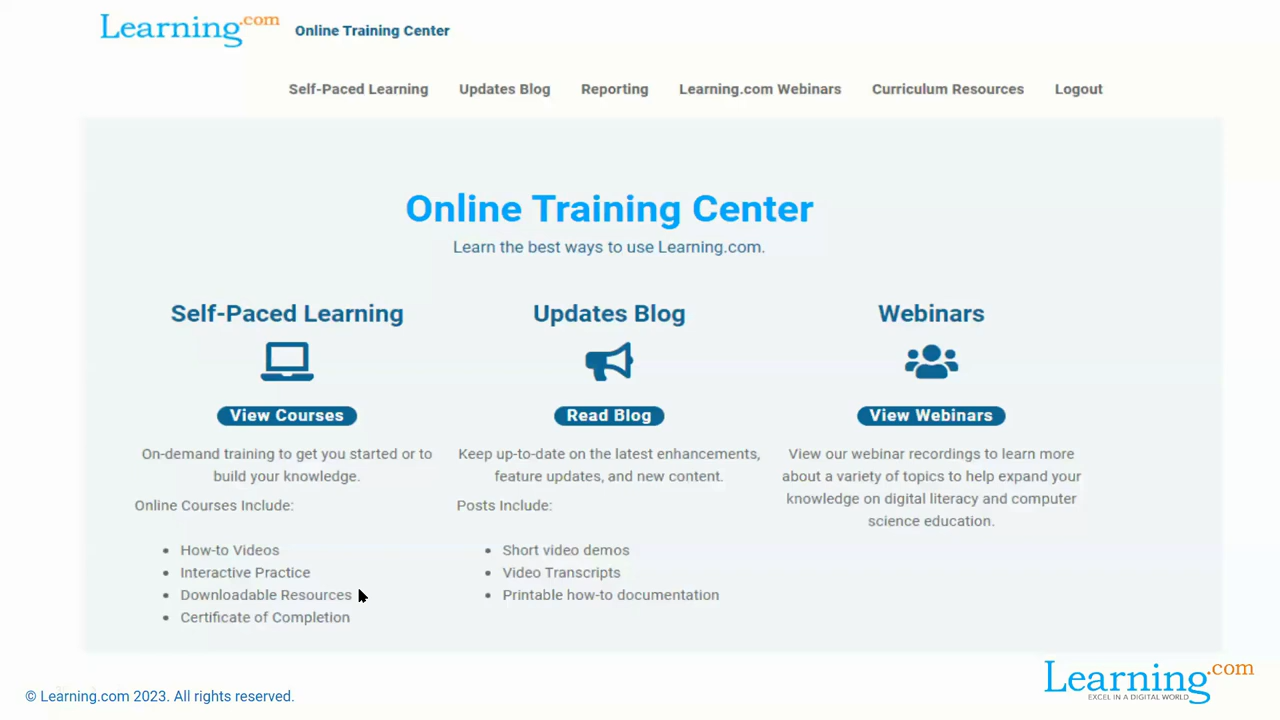 Learning.com Online Training Center
Self-Paced Learning Updates Blog Reporting Learning.com Webinars Curriculum Resources Logout
Online Training Center
Learn the best ways to use Learning.com.
Self-Paced Learning
View Courses
On-demand training to get you started or to
build your knowledge.
Online Courses Include:
• How-to Videos
• Interactive Practice
• Downloadable Resources
• Certificate of Completion
Updates Blog
Read Blog
Keep up-to-date on the latest enhancements,
feature updates, and new content.
Posts Include:
• Short video demos
• Video Transcripts
• Printable how-to documentation
Webinars
View Webinars
View our webinar recordings to learn more
about a variety of topics to help expand your
knowledge on digital literacy and computer
science education.
© Learning.com 2023. All rights reserved.
Learning.com
EXCEL IN A DIGITAL WORLD